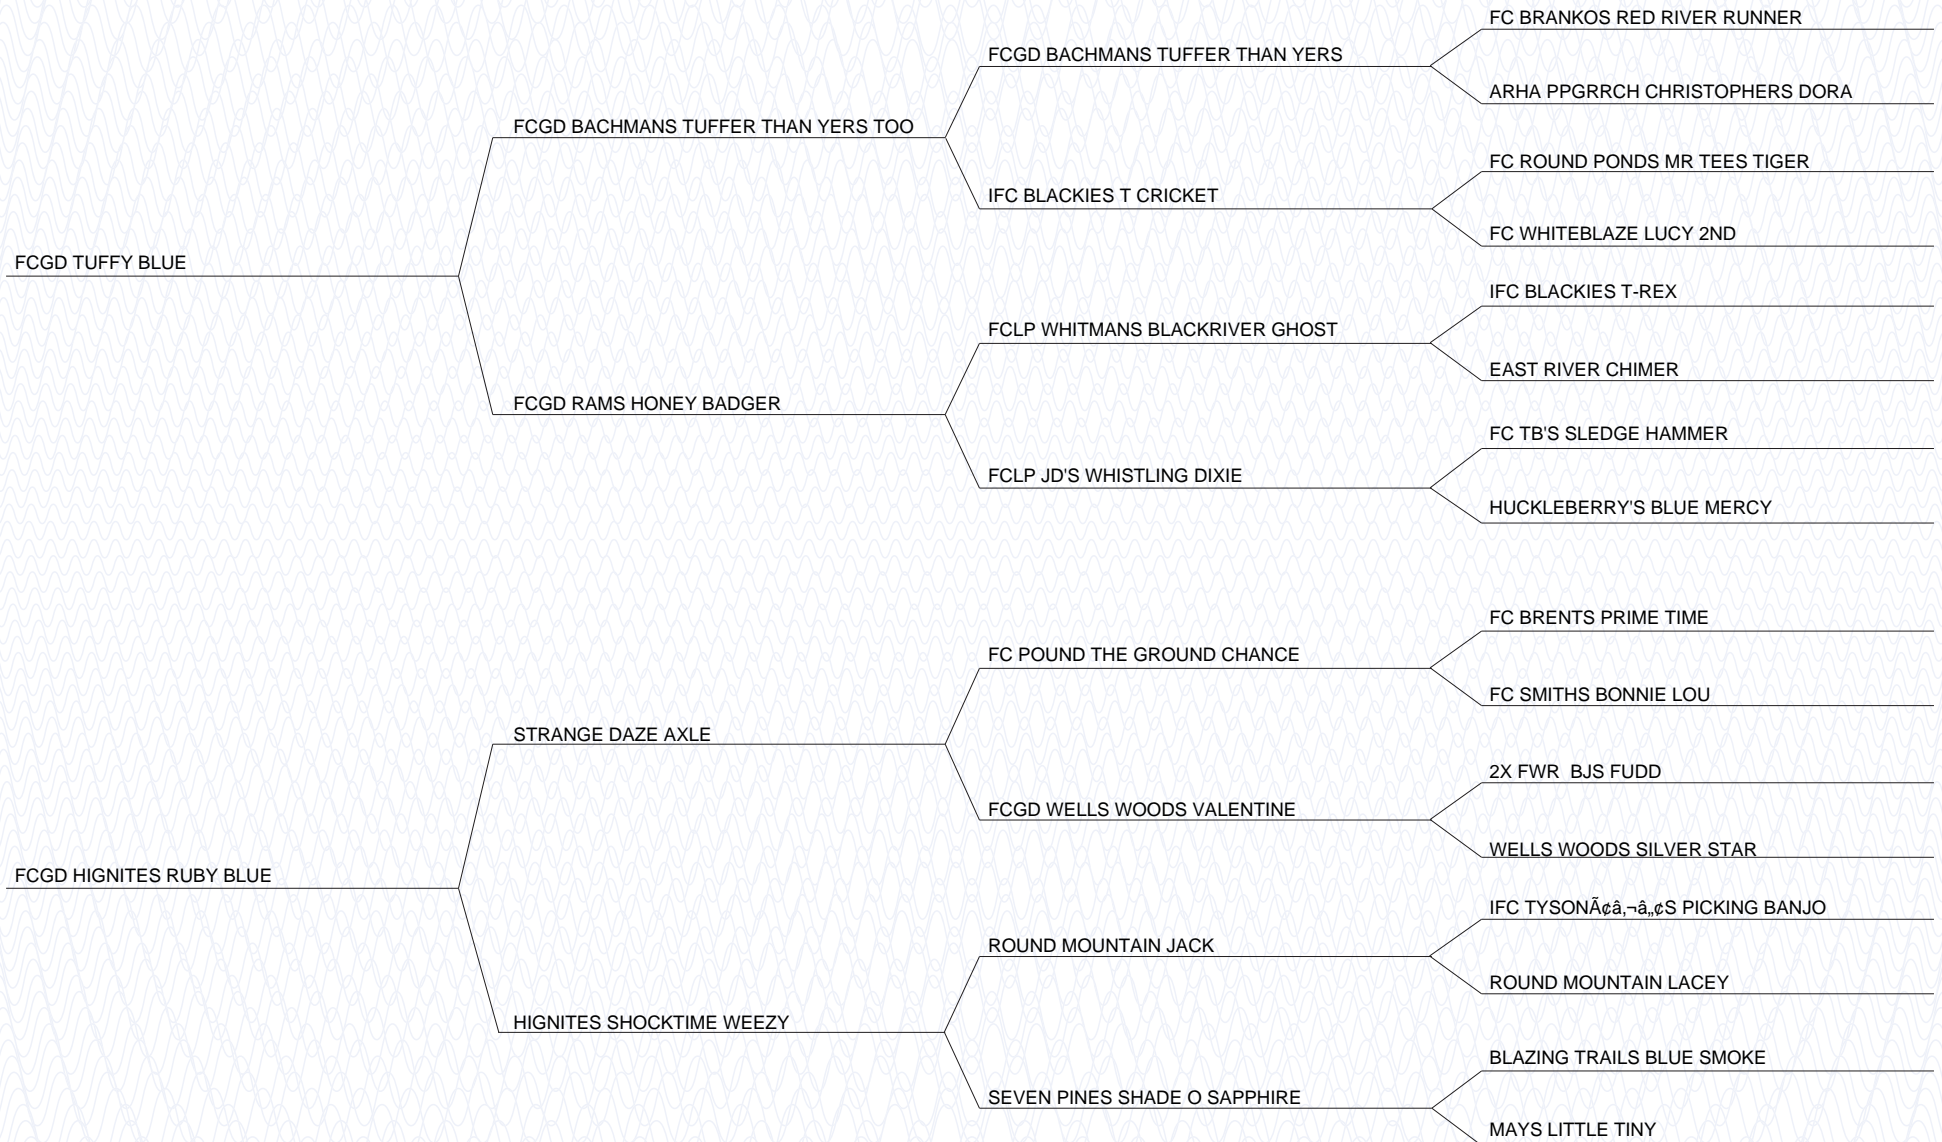 FC BRANKOS RED RIVER RUNNER
FCGD BACHMANS TUFFER THAN YERS
ARHA PPGRRCH CHRISTOPHERS DORA
FCGD BACHMANS TUFFER THAN YERS TOO
FC ROUND PONDS MR TEES TIGER
IFC BLACKIES T CRICKET
FC WHITEBLAZE LUCY 2ND
FCGD TUFFY BLUE
IFC BLACKIES T-REX
FCLP WHITMANS BLACKRIVER GHOST
EAST RIVER CHIMER
FCGD RAMS HONEY BADGER
FC TB'S SLEDGE HAMMER
FCLP JD'S WHISTLING DIXIE
HUCKLEBERRY'S BLUE MERCY
FC BRENTS PRIME TIME
FC POUND THE GROUND CHANCE
FC SMITHS BONNIE LOU
STRANGE DAZE AXLE
2X FWR  BJS FUDD
FCGD WELLS WOODS VALENTINE
WELLS WOODS SILVER STAR
FCGD HIGNITES RUBY BLUE
IFC TYSONÃ¢â‚¬â„¢S PICKING BANJO
ROUND MOUNTAIN JACK
ROUND MOUNTAIN LACEY
HIGNITES SHOCKTIME WEEZY
BLAZING TRAILS BLUE SMOKE
SEVEN PINES SHADE O SAPPHIRE
MAYS LITTLE TINY